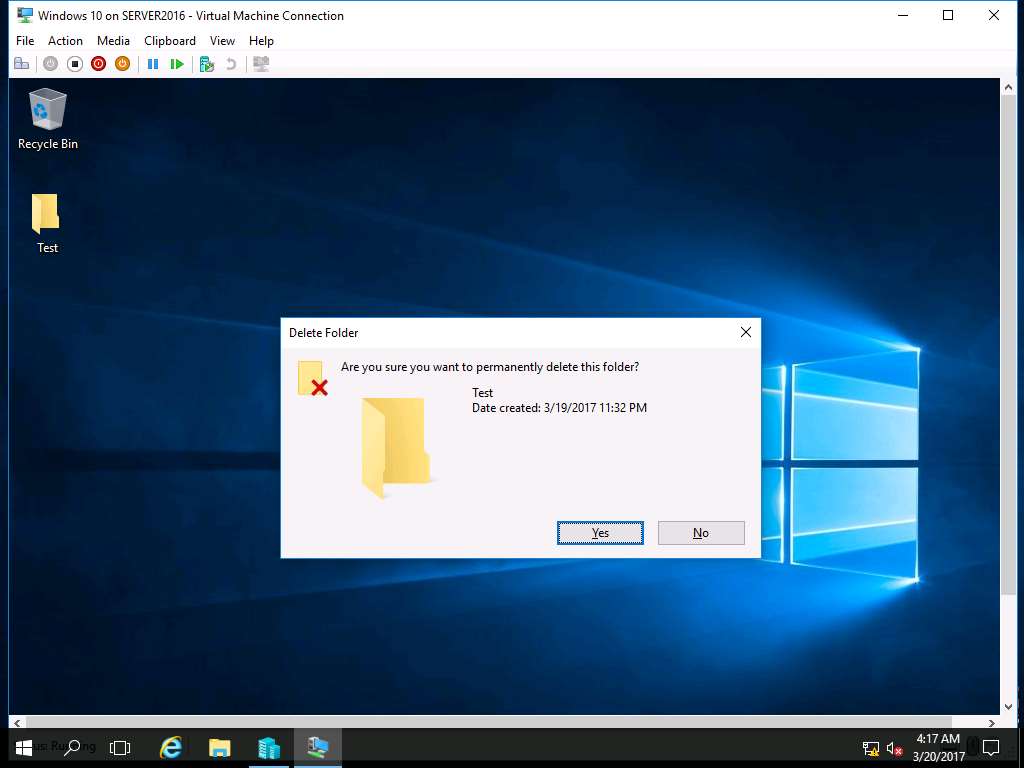 Windows 10 on SERVER2016 - Virtual Machine Connection
File Action Media Clipboard View Help
Recycle Bin
Test
Delete Folder
Are you sure you want to permanently delete this folder?
Test
Date created: 3/19/2017 11:32 PM
Yes No
4:17 AM
3/20/2017